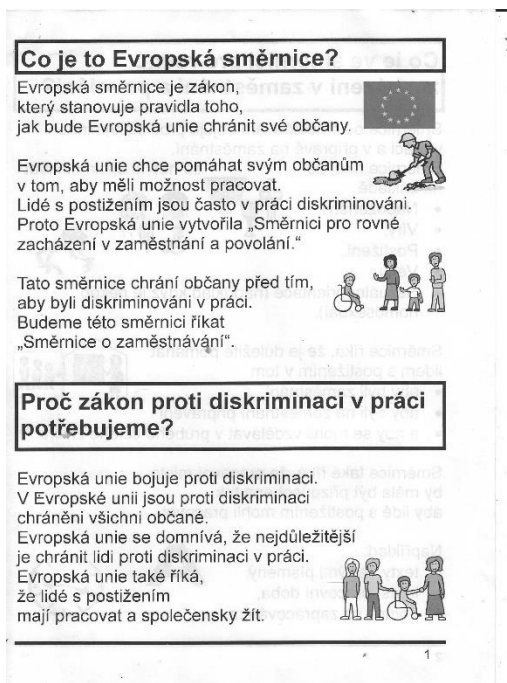 Co je to Evropská směrnice?
Evropská směrnice je zákon,
který stanovuje pravidla toho,
jak bude Evropská unie chránit své občany.
Evropská unie chce pomáhat svým občanům
v tom, aby měli možnost pracovat.
Lidé s postižením jsou často v práci diskriminováni.
Proto Evropská unie vytvořila „Směrnici pro rovné
zacházení v zaměstnání a povolání.“
Tato směrnice chrání občany před tím,
aby byli diskriminováni v práci.
Budeme této směrnici říkat
„Směrnice o zaměstnávání“.
Proč zákon proti diskriminaci v práci
potřebujeme?
Evropská unie bojuje proti diskriminaci.
V Evropské unii jsou proti diskriminaci
chráněni všichni občané.
Evropská unie se domnívá, že nejdůležitější
je chránit lidi proti diskriminaci v práci.
Evropská unie také říká,
že lidé s postižením
mají pracovat a společensky žít.
1